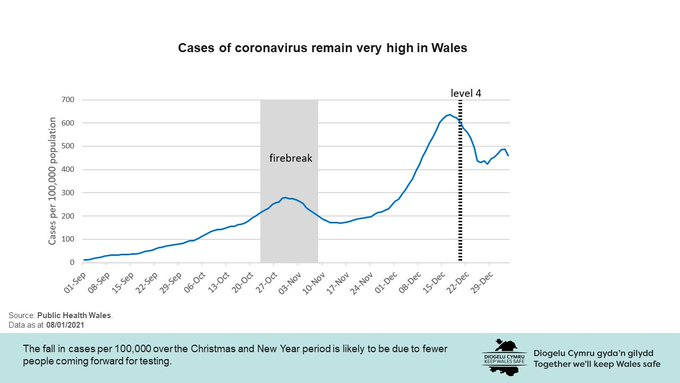 Cases of coronavirus remain very high in Wales
level 4
Cases per 100,000 population
700
600
500
400
300
200
100
0
firebreak
01-Sep
08-Sep
15-Sep
22-Sep
29-Sep
06-Oct
13-Oct
20-Oct
27-Oct
03-Nov
10-Nov
17-Nov
24-Nov
01-Dec
08-Dec
15-Dec
22-Dec
29-Dec
Source: Public Health Wales.
Data as at 08/01/2021
The fall in cases per 100,000 over the Christmas and New Year period is likely to be due to fewer
people coming forward for testing.
DIOGELU CYMRU
KEEP WALES SAFE
Diogelu Cymru gyda'n gilydd
Together we'll keep Wales safe